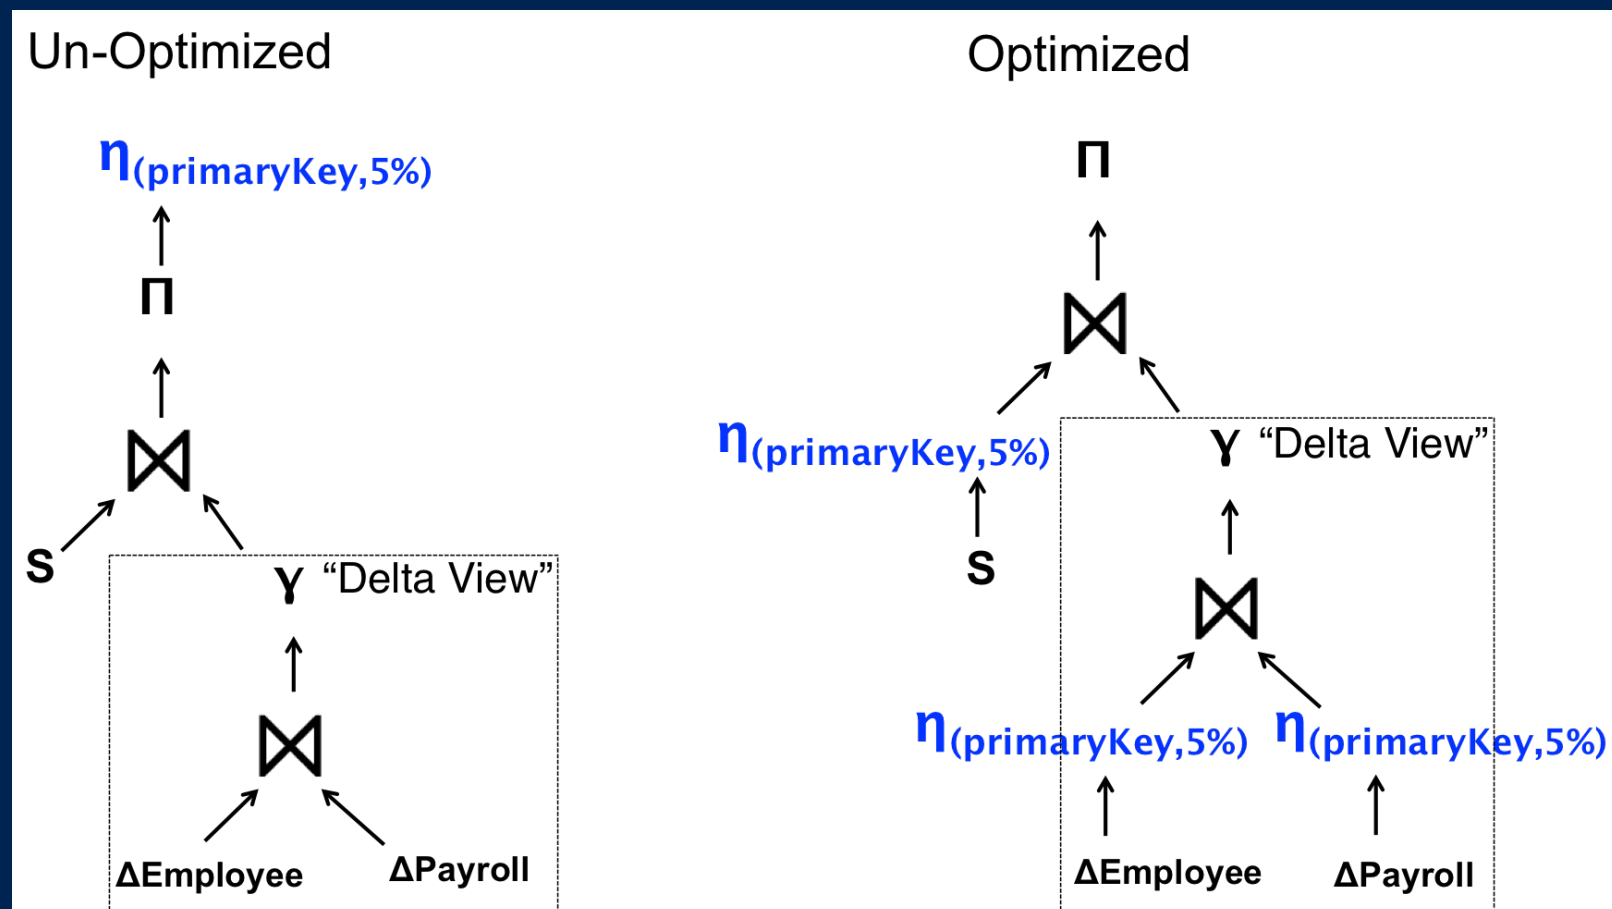 Un-Optimized
η(primaryKey,5%)
Π
⋈
S
γ “Delta View”
⋈
ΔEmployee ΔPayroll
Optimized
Π
⋈
η(primaryKey,5%)
S
γ “Delta View”
⋈
η(primaryKey,5%) η(primaryKey,5%)
ΔEmployee ΔPayroll